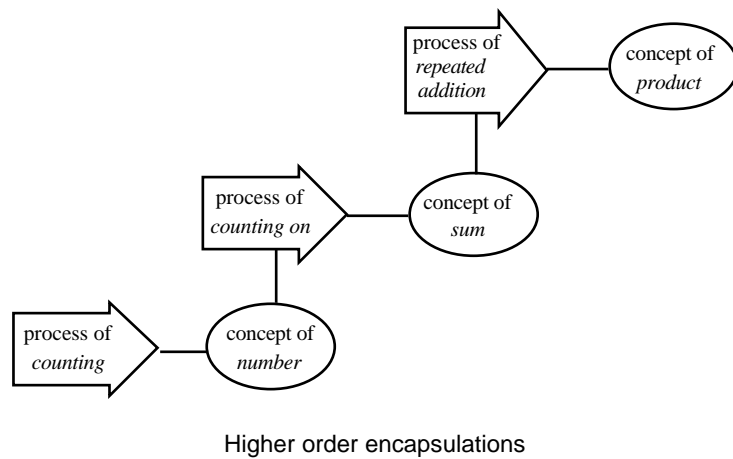 process of
repeated
addition
concept of
product
process of
counting on
concept of
sum
process of
counting
concept of
number
Higher order encapsulations